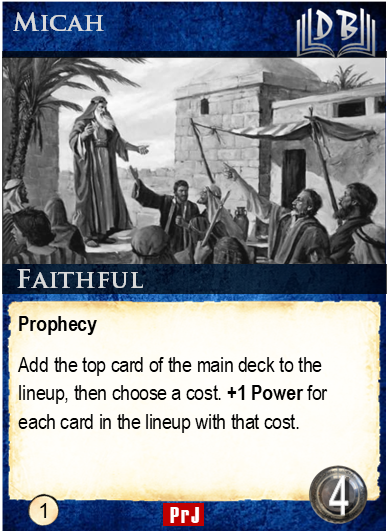 Micah
DB
Faithful
Prophecy
Add the top card of the main deck to the
lineup, then choose a cost. +1 Power for
each card in the lineup with that cost.
1
PrJ
4